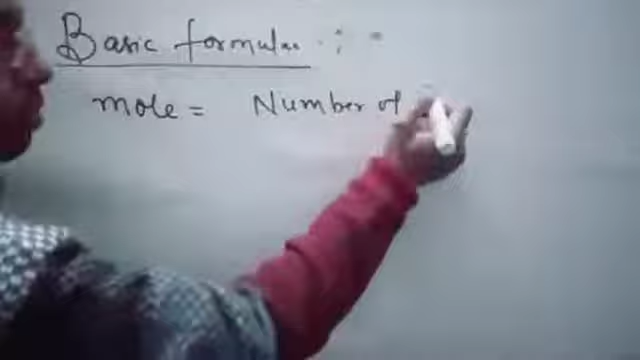 Basic formulae :-
mole = Number of